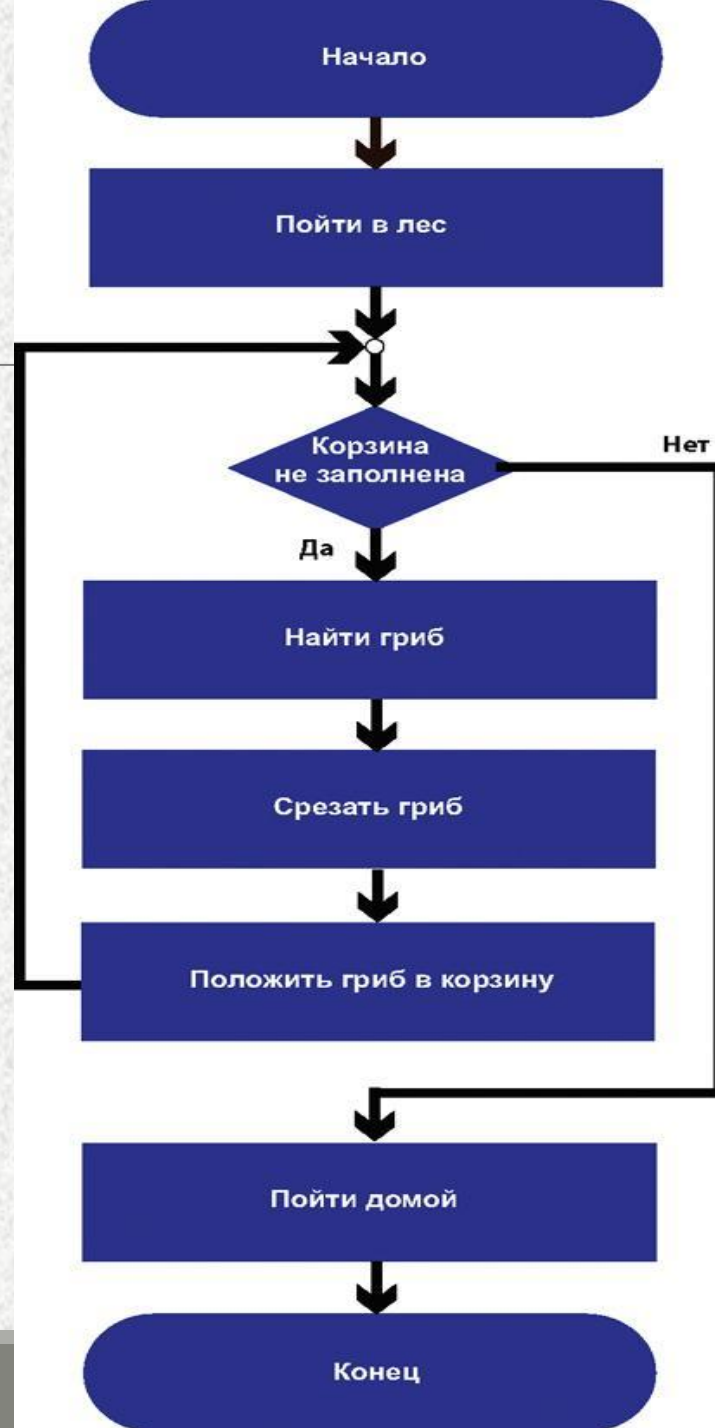 Начало
Пойти в лес
Корзина
не заполнена
Нет
Да
Найти гриб
Срезать гриб
Положить гриб в корзину
Пойти домой
Конец